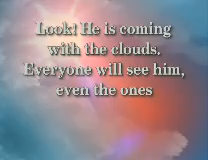 Look! He is coming
with the clouds.
Everyone will see him,
even the ones